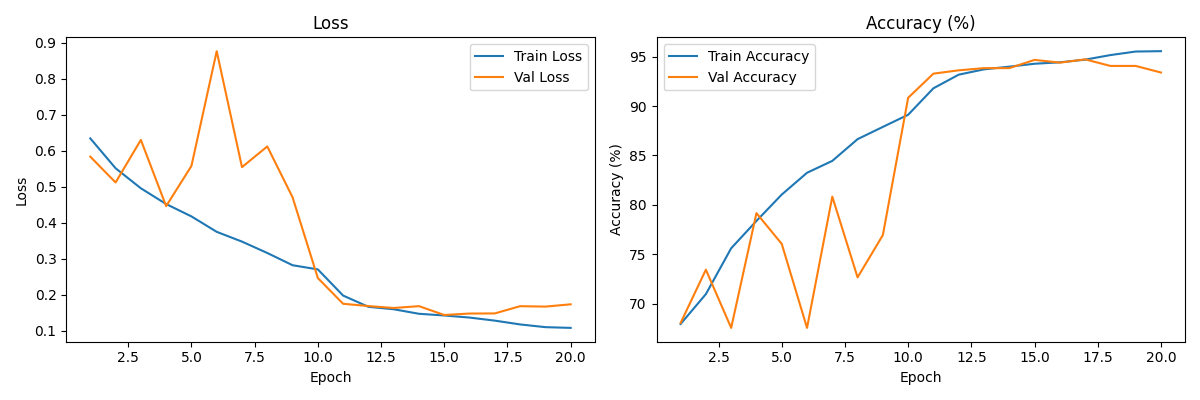 Loss
Train Loss
Val Loss
0.9
0.8
0.7
0.6
0.5
0.4
0.3
0.2
0.1
Loss
2.5 5.0 7.5 10.0 12.5 15.0 17.5 20.0
Epoch
Accuracy (%)
Train Accuracy
Val Accuracy
95
90
85
80
75
70
Accuracy (%)
2.5 5.0 7.5 10.0 12.5 15.0 17.5 20.0
Epoch